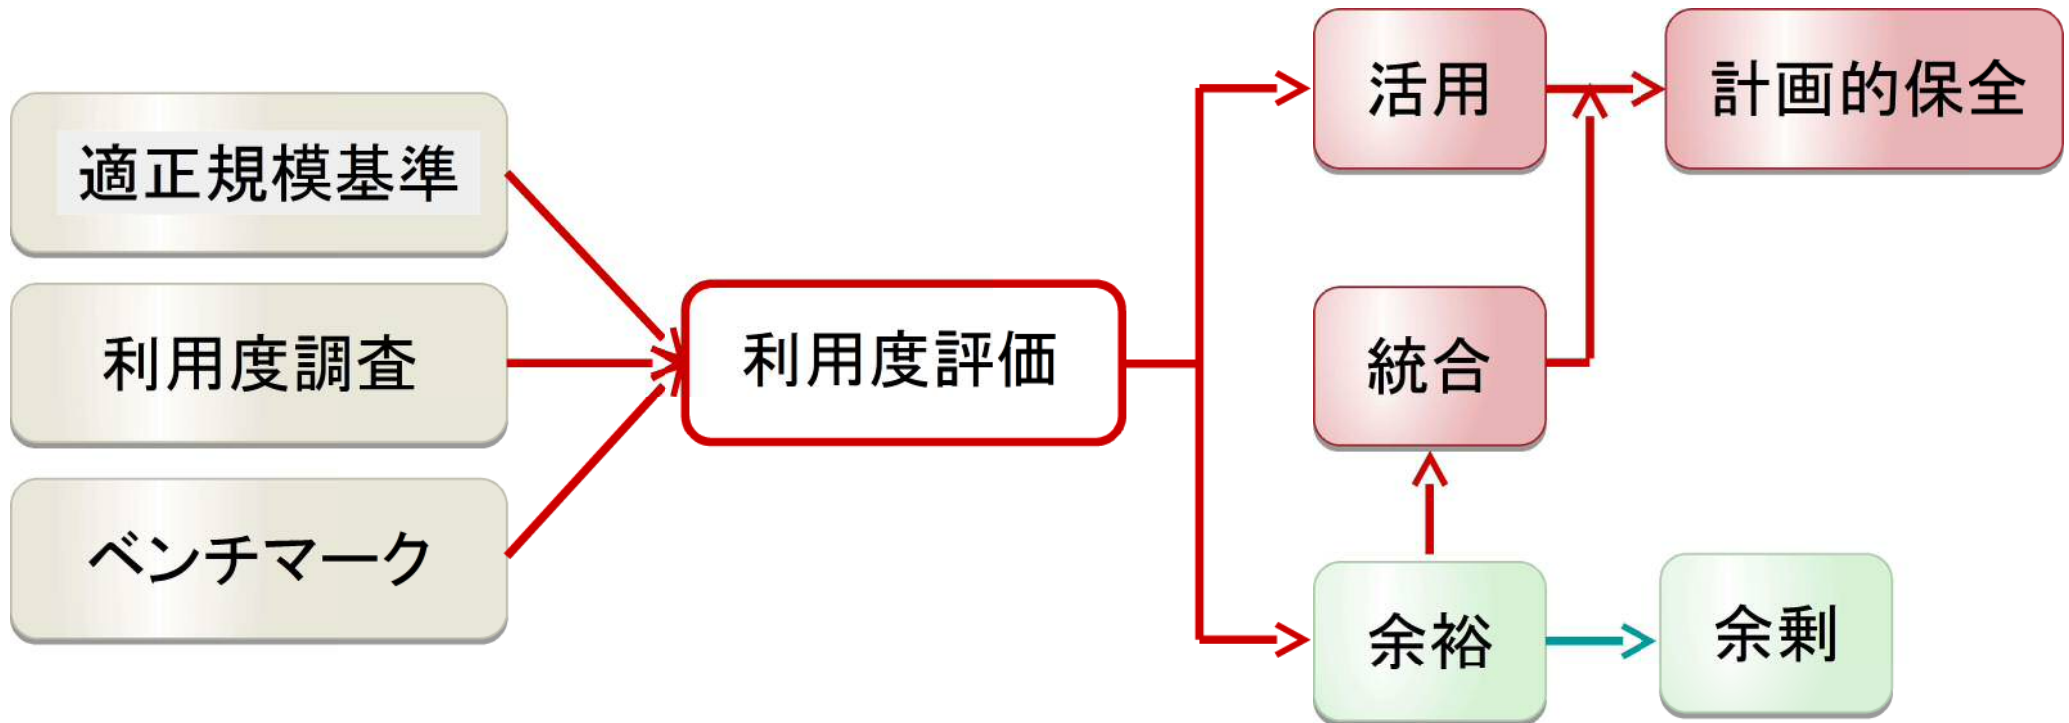 適正規模基準
利用度調査
ベンチマーク
利用度評価
活用
計画的保全
統合
余裕
余剰